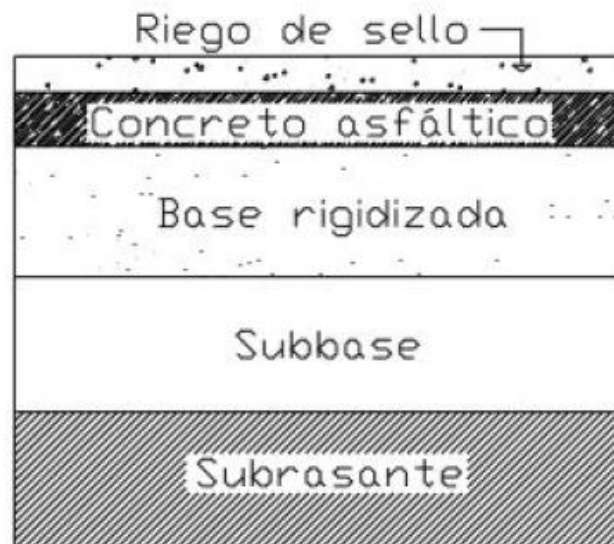 Riego de sello
Concreto asfáltico
Base rigidizada
Subbase
Subrasante